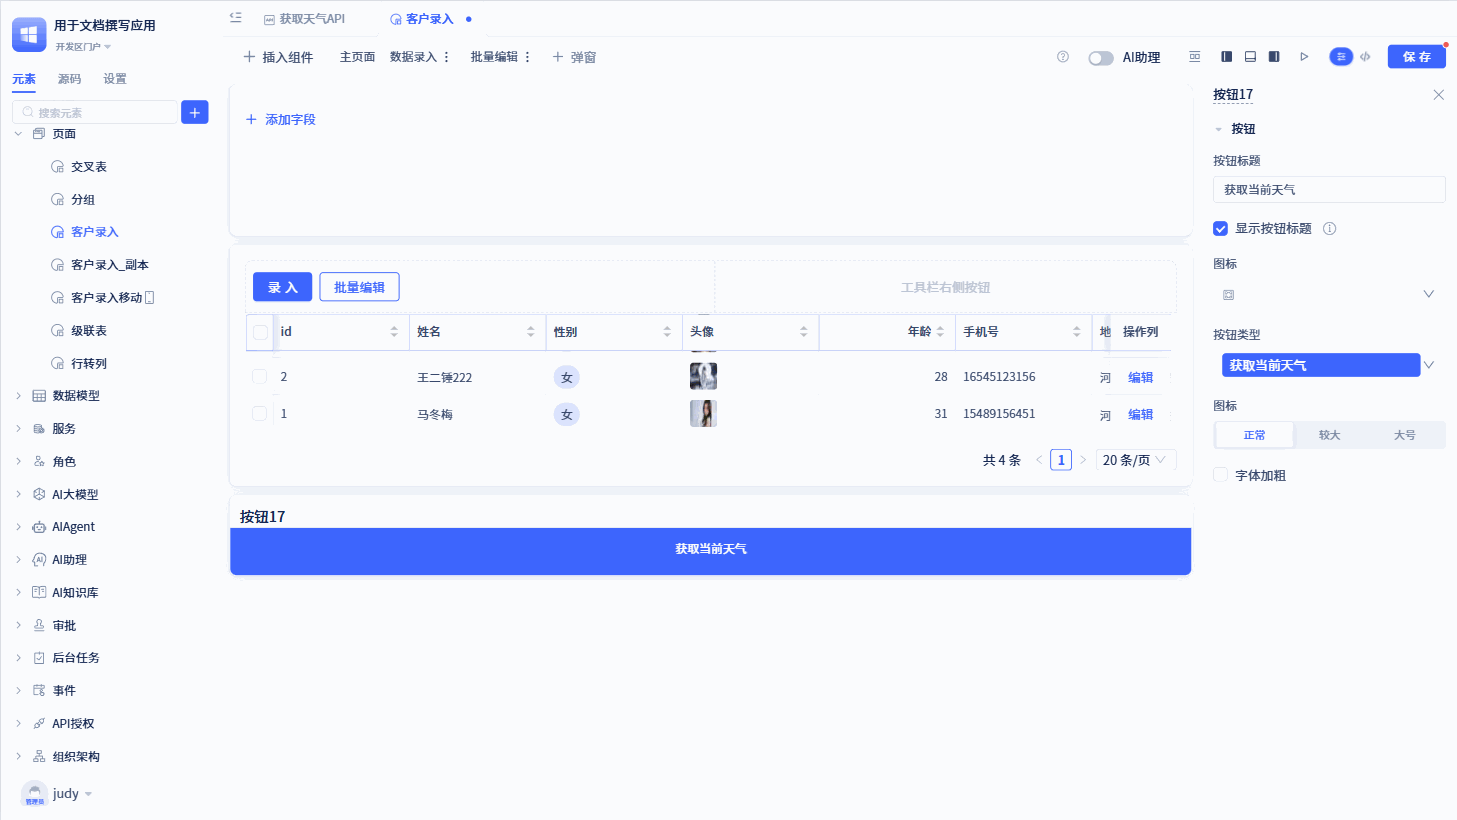 用于文档撰写应用
开发区门户
元素 源码 设置
搜索元素
页面
交叉表
分组
客户录入
客户录入_副本
客户录入移动
级联表
行转列
数据模型
服务
角色
AI大模型
AIAgent
AI助理
AI知识库
审批
后台任务
事件
API授权
组织架构
管理员
judy
获取天气API 客户录入
插入组件 主页面 数据录入 批量编辑 弹窗 AI助理 保 存
添加字段
录 入 批量编辑 工具栏右侧按钮
id 姓名 性别 头像 年龄 手机号 地 操作列
2 王二锤222 女 28 16545123156 河 编辑
1 马冬梅 女 31 15489156451 河 编辑
共 4 条 1 20 条/页
按钮17
获取当前天气
按钮17
按钮
按钮标题
获取当前天气
显示按钮标题
图标
按钮类型
获取当前天气
图标
正常 较大 大号
字体加粗